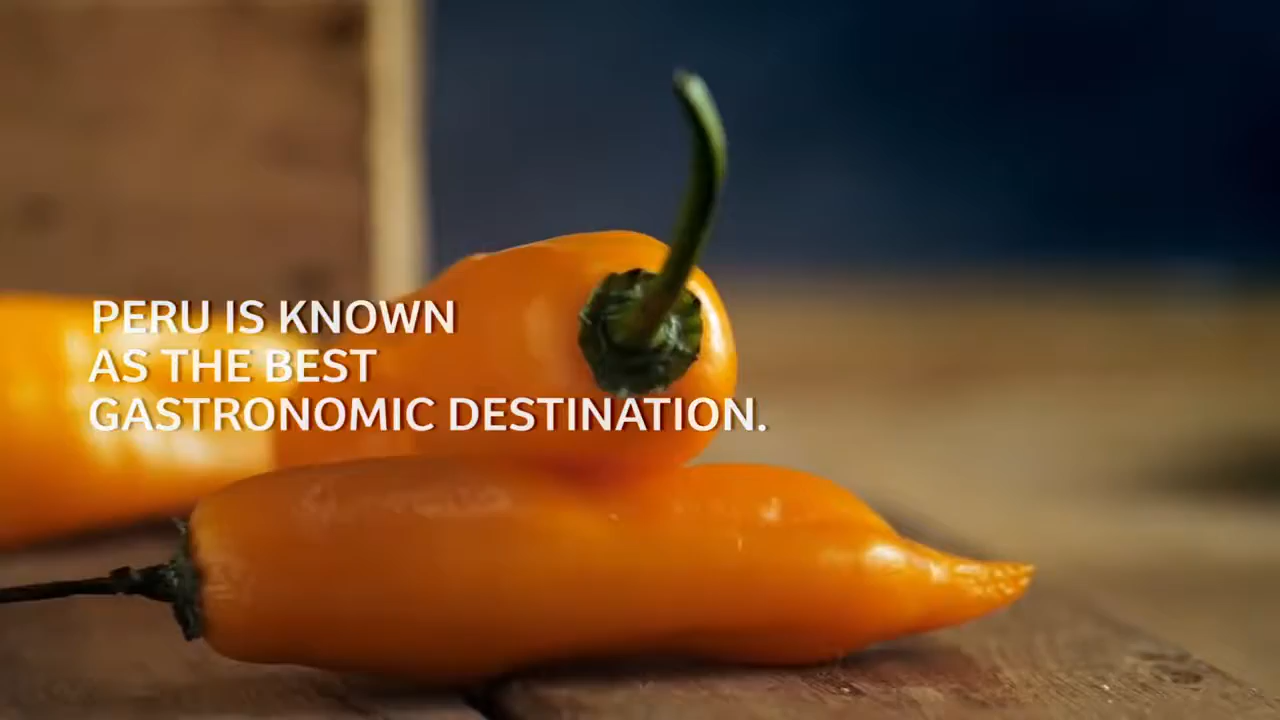 PERU IS KNOWN
AS THE BEST
GASTRONOMIC DESTINATION.